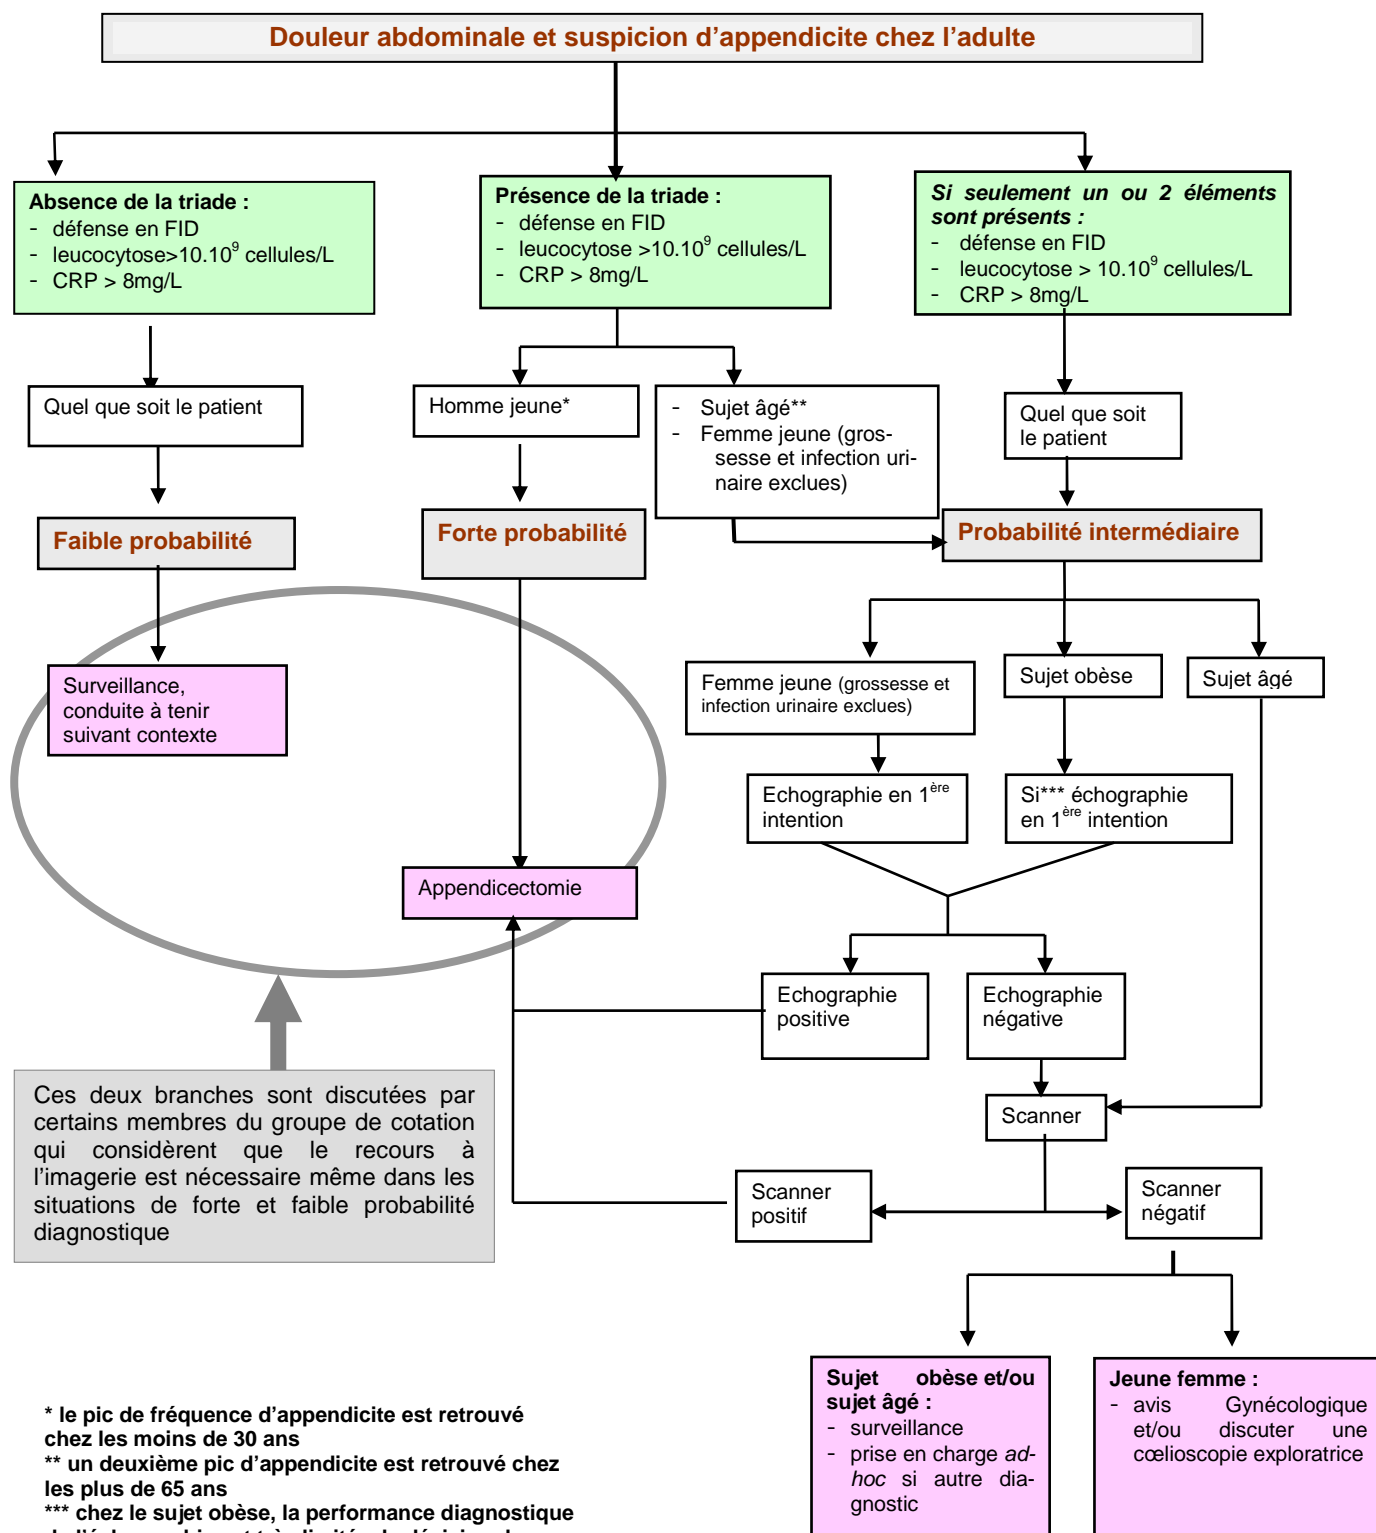 Douleur abdominale et suspicion d'appendicite chez l'adulte
Absence de la triade :
- défense en FID
- leucocytose>10.10⁹ cellules/L
- CRP > 8mg/L
Présence de la triade :
- défense en FID
- leucocytose >10.10⁹ cellules/L
- CRP > 8mg/L
Si seulement un ou 2 éléments
sont présents :
- défense en FID
- leucocytose > 10.10⁹ cellules/L
- CRP > 8mg/L
Quel que soit le patient
Homme jeune*
- Sujet âgé**
- Femme jeune (gros-
sesse et infection uri-
naire exclues)
Quel que soit
le patient
Faible probabilité
Forte probabilité
Probabilité intermédiaire
Surveillance,
conduite à tenir
suivant contexte
Femme jeune (grossesse et
infection urinaire exclues)
Sujet obèse
Sujet âgé
Echographie en 1ère
intention
Si*** échographie
en 1ère intention
Appendicectomie
Echographie
positive
Echographie
négative
Scanner
Ces deux branches sont discutées par
certains membres du groupe de cotation
qui considèrent que le recours à
l'imagerie est nécessaire même dans les
situations de forte et faible probabilité
diagnostique
Scanner
positif
Scanner
négatif
Sujet obèse et/ou
sujet âgé :
- surveillance
- prise en charge ad-
hoc si autre dia-
gnostic
Jeune femme :
- avis Gynécologique
et/ou discuter une
cœlioscopie exploratrice
* le pic de fréquence d'appendicite est retrouvé
chez les moins de 30 ans
** un deuxième pic d'appendicite est retrouvé chez
les plus de 65 ans
*** chez le sujet obèse, la performance diagnostique